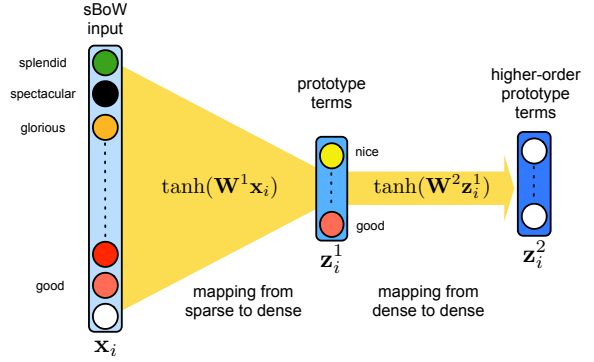 sBoW
input
splendid
spectacular
glorious
good
x_i
tanh(W^1 x_i)
mapping from
sparse to dense
prototype
terms
nice
good
z_i^1
tanh(W^2 z_i^1)
mapping from
dense to dense
higher-order
prototype
terms
z_i^2